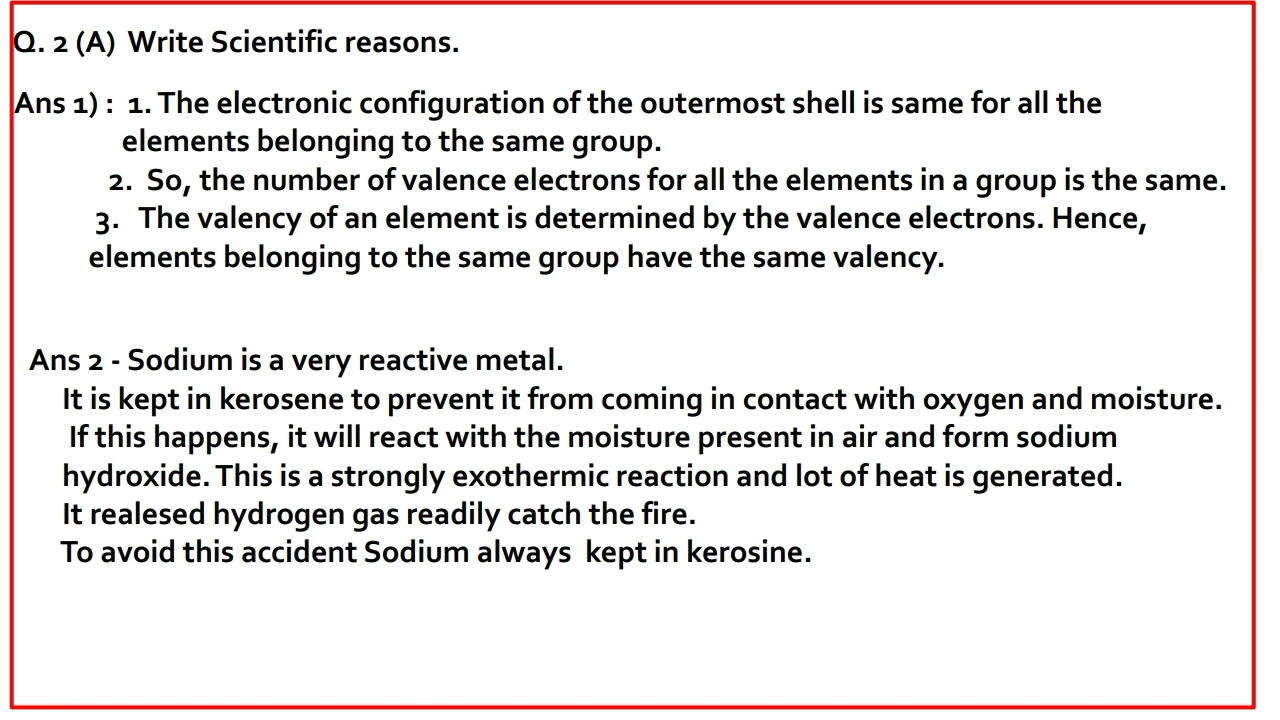 Q. 2 (A) Write Scientific reasons.
Ans 1) : 1. The electronic configuration of the outermost shell is same for all the
elements belonging to the same group.
2. So, the number of valence electrons for all the elements in a group is the same.
3. The valency of an element is determined by the valence electrons. Hence,
elements belonging to the same group have the same valency.
Ans 2 - Sodium is a very reactive metal.
It is kept in kerosene to prevent it from coming in contact with oxygen and moisture.
If this happens, it will react with the moisture present in air and form sodium
hydroxide. This is a strongly exothermic reaction and lot of heat is generated.
It realesed hydrogen gas readily catch the fire.
To avoid this accident Sodium always kept in kerosine.